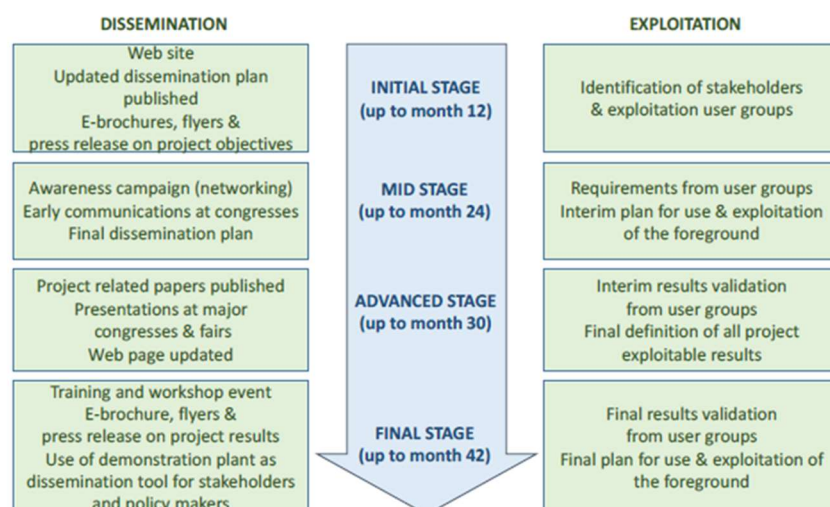 DISSEMINATION
Web site
Updated dissemination plan
published
E-brochures, flyers &
press release on project objectives
Awareness campaign (networking)
Early communications at congresses
Final dissemination plan
Project related papers published
Presentations at major
congresses & fairs
Web page updated
Training and workshop event
E-brochure, flyers &
press release on project results
Use of demonstration plant as
dissemination tool for stakeholders
and policy makers
INITIAL STAGE
(up to month 12)
MID STAGE
(up to month 24)
ADVANCED STAGE
(up to month 30)
FINAL STAGE
(up to month 42)
EXPLOITATION
Identification of stakeholders
& exploitation user groups
Requirements from user groups
Interim plan for use & exploitation
of the foreground
Interim results validation
from user groups
Final definition of all project
exploitable results
Final results validation
from user groups
Final plan for use & exploitation of
the foreground